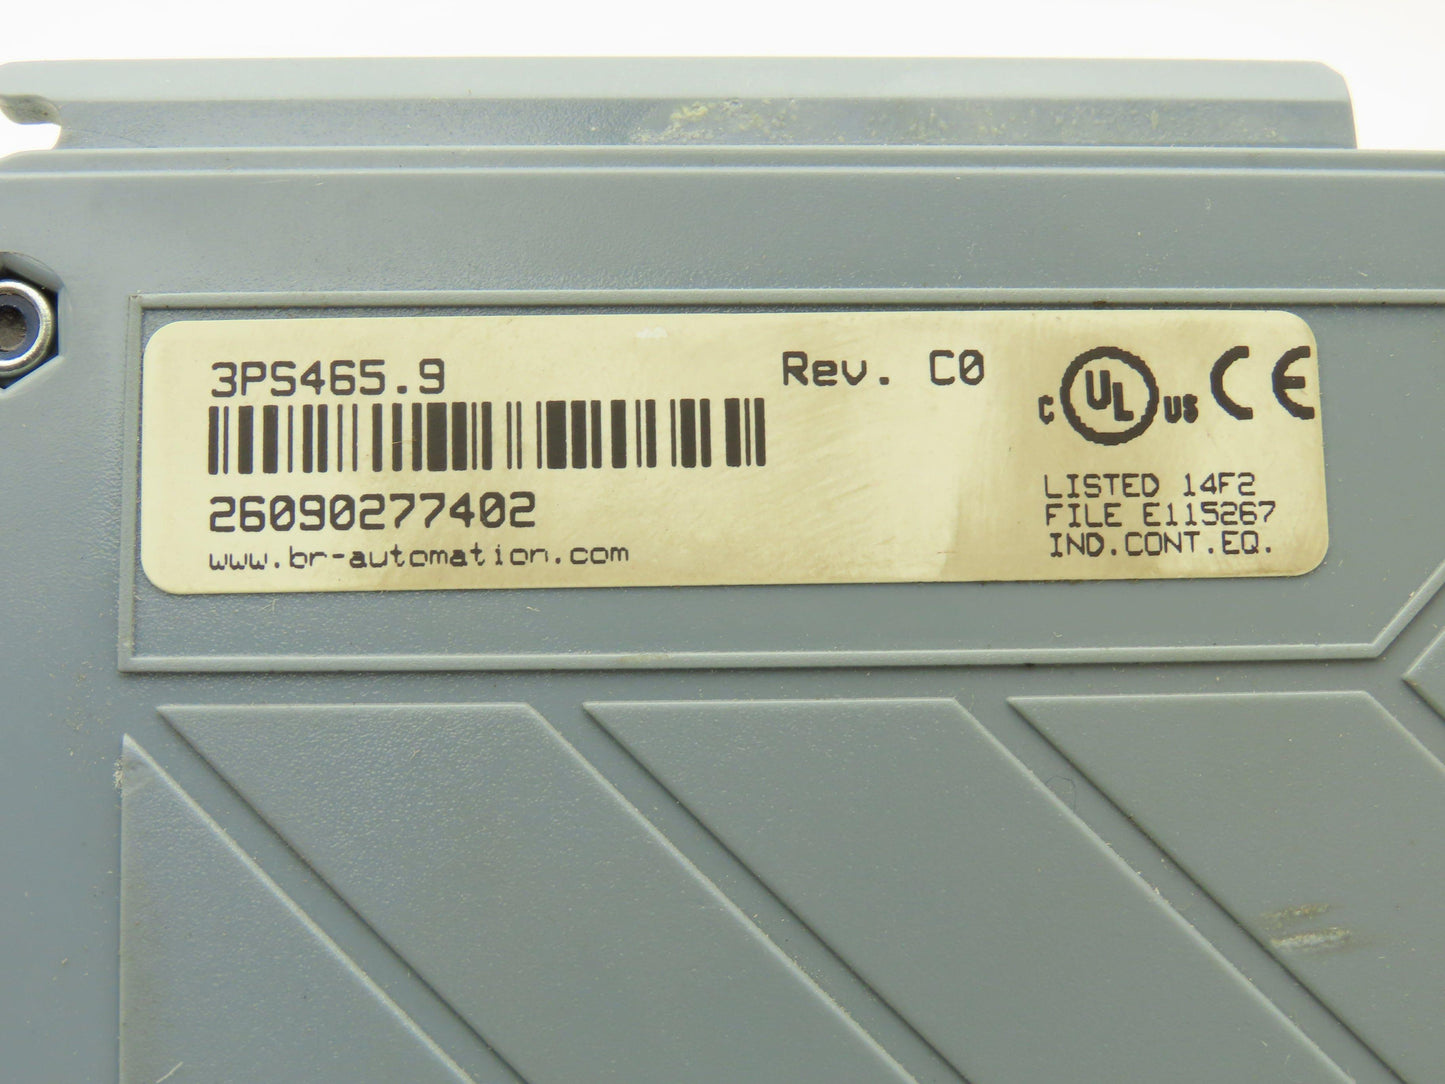 3PS465.9
Rev. C0
26090277402
www.br-automation.com
C UL US CE
LISTED 14F2
FILE E115267
IND.CONT.EQ.